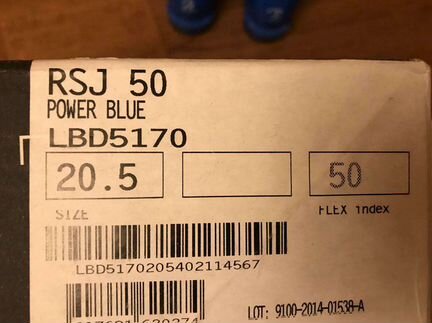 RSJ 50
POWER BLUE
LBD5170
20.5
50
SIZE
FLEX index
LBD5170205402114567
LOT: 9100-2014-01538-A